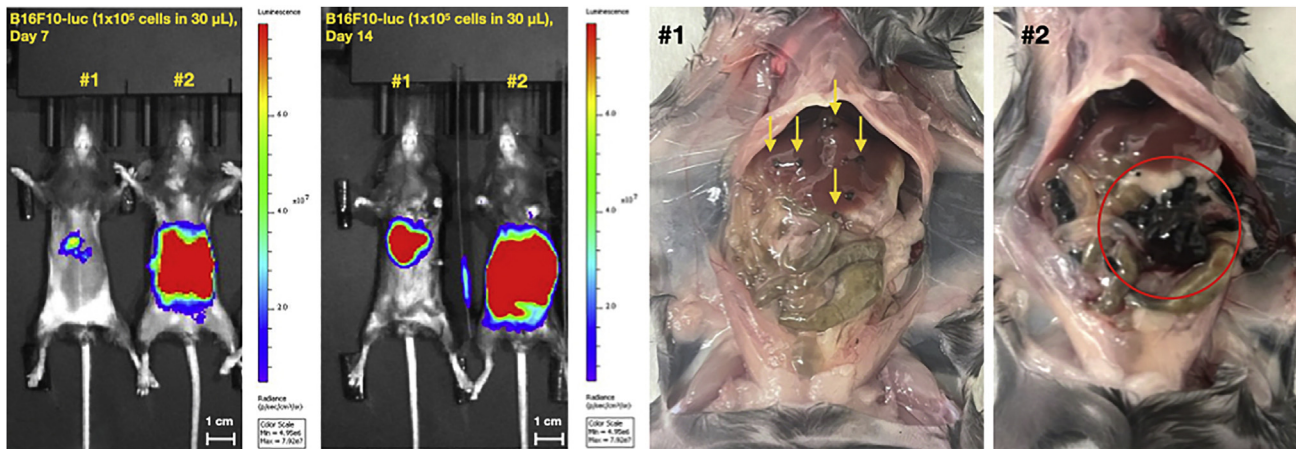 B16F10-luc (1x10⁵ cells in 30 µL),
Day 7
#1
#2
Luminescence
6.0
4.0
x10⁷
2.0
Radiance
(p/sec/cm²/sr)
Color Scale
Min = 4.95e6
Max = 7.92e7
1 cm
B16F10-luc (1x10⁵ cells in 30 µL),
Day 14
#1
#2
Luminescence
6.0
4.0
x10⁷
2.0
Radiance
(p/sec/cm²/sr)
Color Scale
Min = 4.95e6
Max = 7.92e7
1 cm
#1
#2